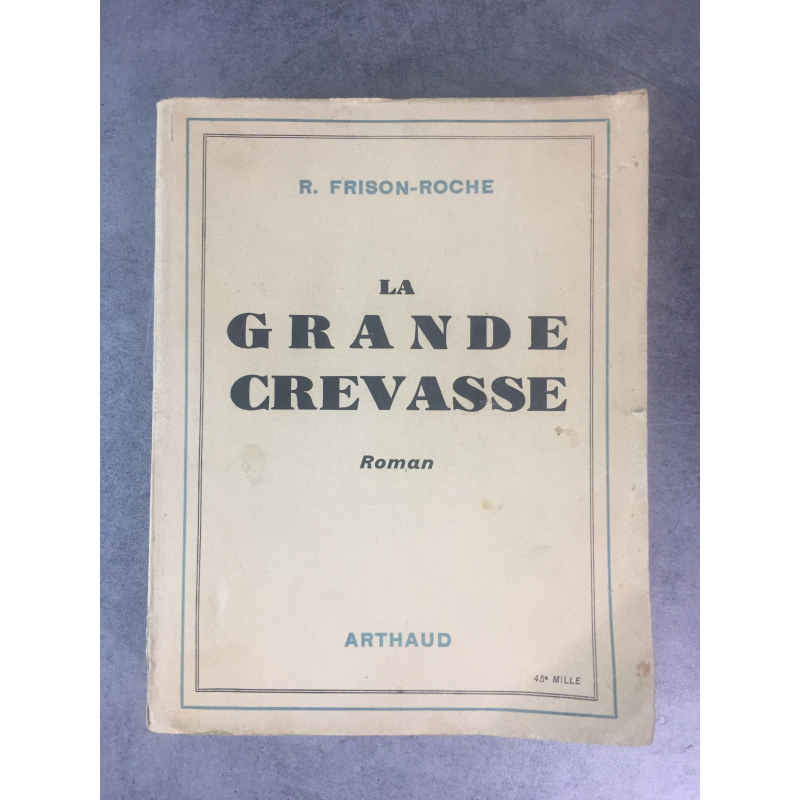 R. FRISON-ROCHE
LA
GRANDE
CREVASSE
Roman
ARTHAUD
45e MILLE